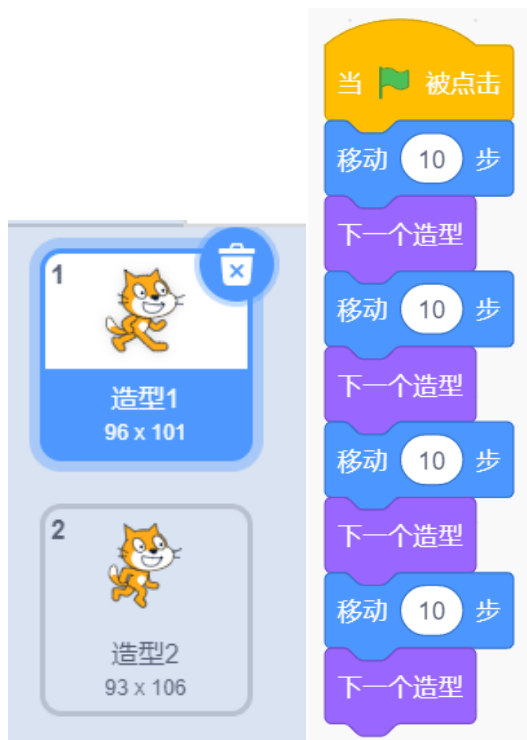 1
造型1
96 x 101
2
造型2
93 x 106
当 被点击
移动 10 步
下一个造型
移动 10 步
下一个造型
移动 10 步
下一个造型
移动 10 步
下一个造型